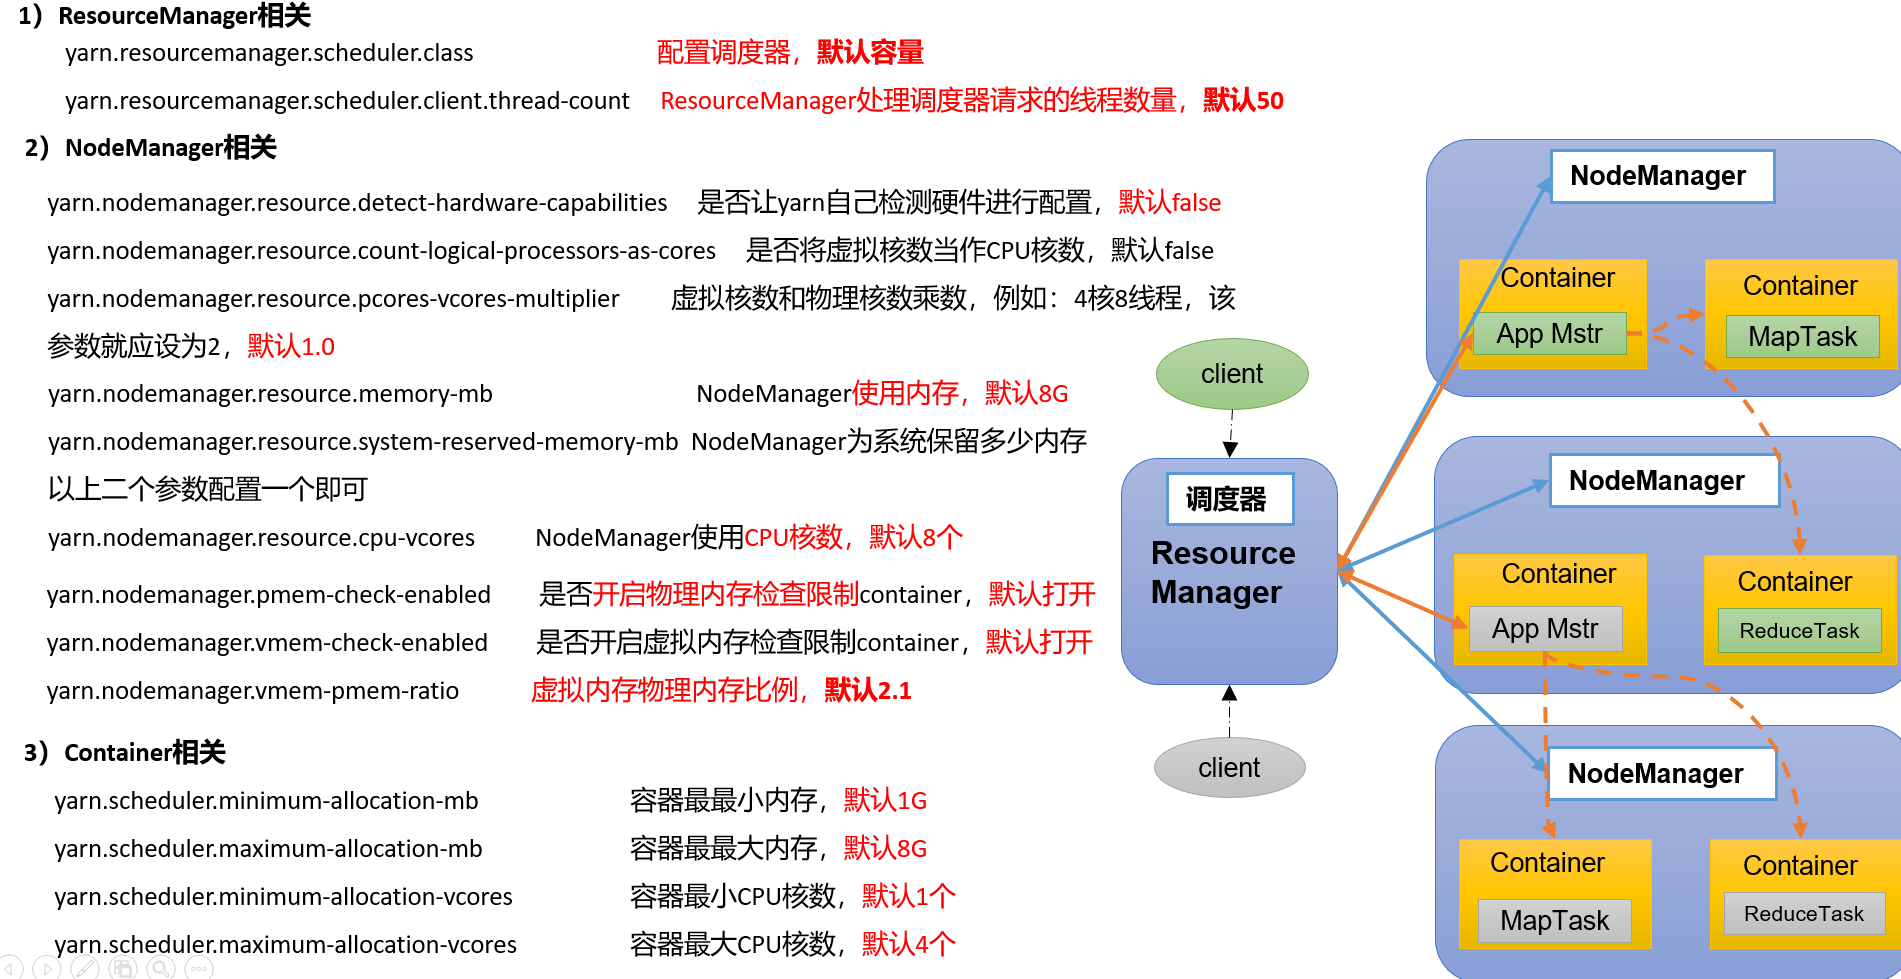 1）ResourceManager相关
yarn.resourcemanager.scheduler.class 配置调度器，默认容量
yarn.resourcemanager.scheduler.client.thread-count ResourceManager处理调度器请求的线程数量，默认50
2）NodeManager相关
yarn.nodemanager.resource.detect-hardware-capabilities 是否让yarn自己检测硬件进行配置，默认false
yarn.nodemanager.resource.count-logical-processors-as-cores 是否将虚拟核数当作CPU核数，默认false
yarn.nodemanager.resource.pcores-vcores-multiplier 虚拟核数和物理核数乘数，例如：4核8线程，该
参数就应设为2，默认1.0
yarn.nodemanager.resource.memory-mb NodeManager使用内存，默认8G
yarn.nodemanager.resource.system-reserved-memory-mb NodeManager为系统保留多少内存
以上二个参数配置一个即可
yarn.nodemanager.resource.cpu-vcores NodeManager使用CPU核数，默认8个
yarn.nodemanager.pmem-check-enabled 是否开启物理内存检查限制container，默认打开
yarn.nodemanager.vmem-check-enabled 是否开启虚拟内存检查限制container，默认打开
yarn.nodemanager.vmem-pmem-ratio 虚拟内存物理内存比例，默认2.1
3）Container相关
yarn.scheduler.minimum-allocation-mb 容器最最小内存，默认1G
yarn.scheduler.maximum-allocation-mb 容器最最大内存，默认8G
yarn.scheduler.minimum-allocation-vcores 容器最小CPU核数，默认1个
yarn.scheduler.maximum-allocation-vcores 容器最大CPU核数，默认4个
client
调度器
Resource
Manager
client
NodeManager
Container
App Mstr
Container
MapTask
NodeManager
Container
App Mstr
Container
ReduceTask
NodeManager
Container
MapTask
Container
ReduceTask